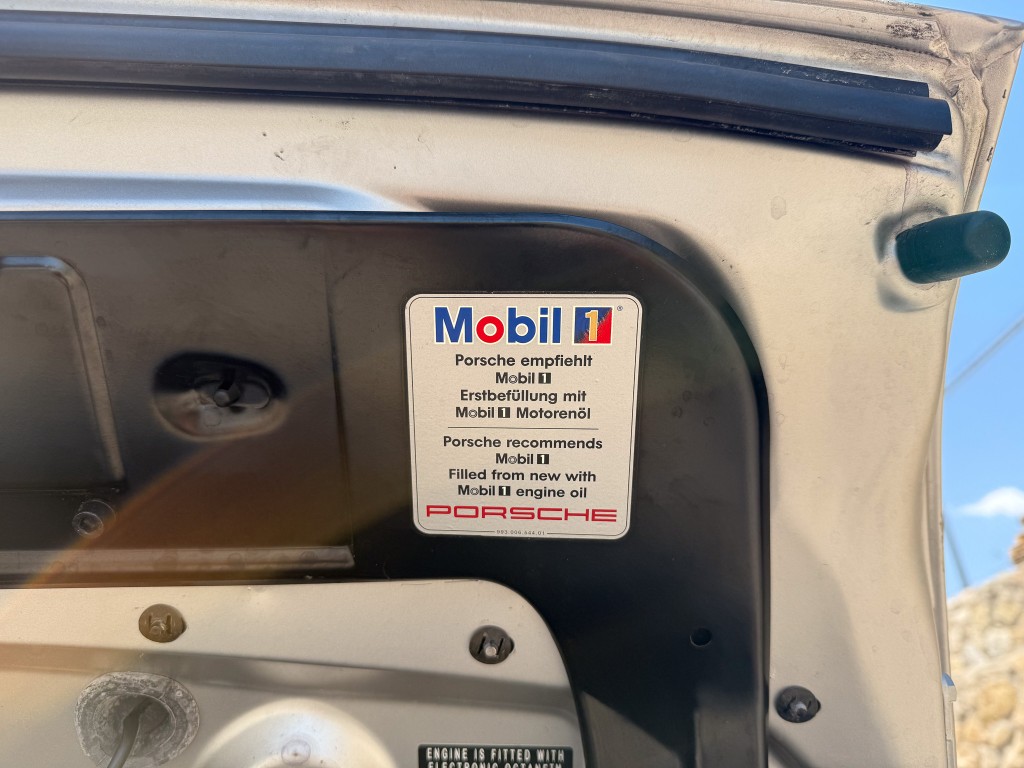 Mobil 1®
Porsche empfiehlt
Mobil 1
Erstbefüllung mit
Mobil 1 Motorenöl
Porsche recommends
Mobil 1
Filled from new with
Mobil 1 engine oil
PORSCHE
ENGINE IS FITTED WITH
ELECTRONIC